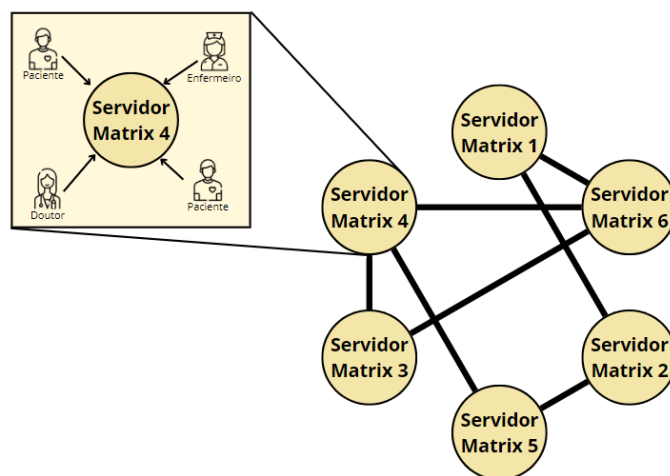 Paciente
Enfermeiro
Servidor
Matrix 4
Doutor
Paciente
Servidor
Matrix 1
Servidor
Matrix 4
Servidor
Matrix 6
Servidor
Matrix 3
Servidor
Matrix 2
Servidor
Matrix 5